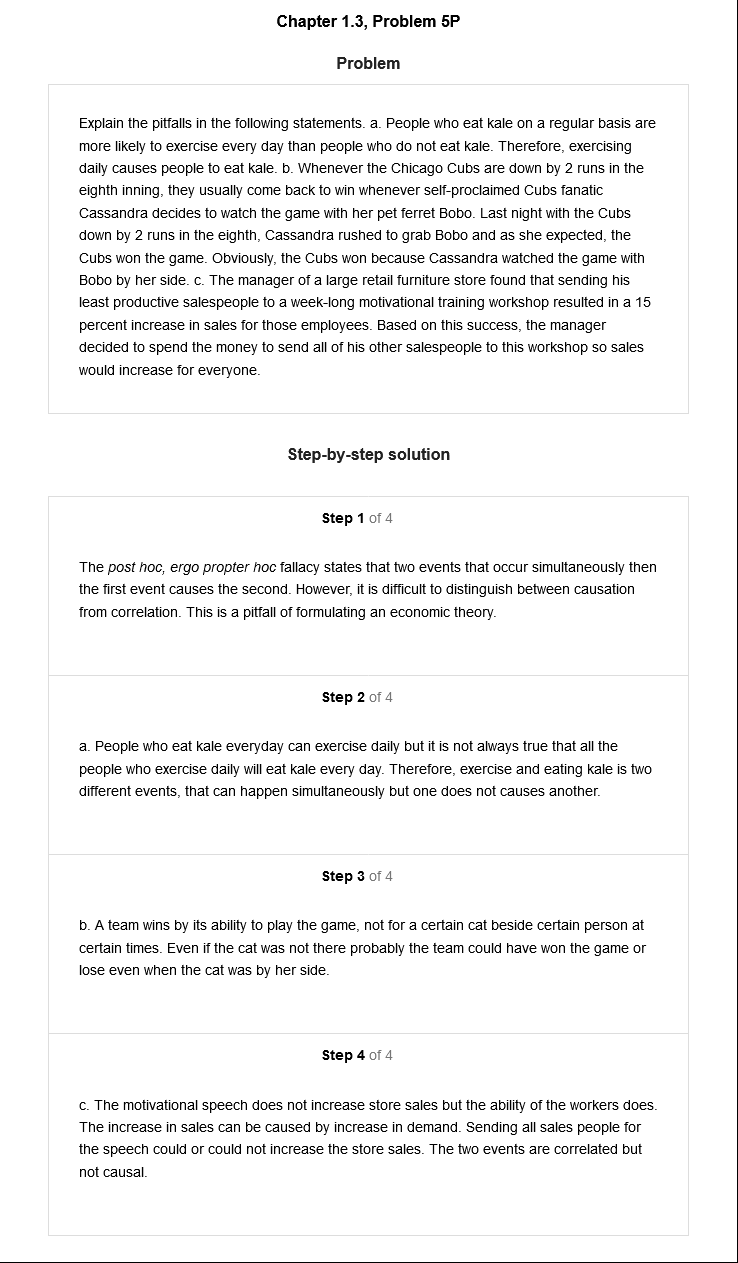 Chapter 1.3, Problem 5P
Problem
Explain the pitfalls in the following statements. a. People who eat kale on a regular basis are
more likely to exercise every day than people who do not eat kale. Therefore, exercising
daily causes people to eat kale. b. Whenever the Chicago Cubs are down by 2 runs in the
eighth inning, they usually come back to win whenever self-proclaimed Cubs fanatic
Cassandra decides to watch the game with her pet ferret Bobo. Last night with the Cubs
down by 2 runs in the eighth, Cassandra rushed to grab Bobo and as she expected, the
Cubs won the game. Obviously, the Cubs won because Cassandra watched the game with
Bobo by her side. c. The manager of a large retail furniture store found that sending his
least productive salespeople to a week-long motivational training workshop resulted in a 15
percent increase in sales for those employees. Based on this success, the manager
decided to spend the money to send all of his other salespeople to this workshop so sales
would increase for everyone.
Step-by-step solution
Step 1 of 4
The post hoc, ergo propter hoc fallacy states that two events that occur simultaneously then
the first event causes the second. However, it is difficult to distinguish between causation
from correlation. This is a pitfall of formulating an economic theory.
Step 2 of 4
a. People who eat kale everyday can exercise daily but it is not always true that all the
people who exercise daily will eat kale every day. Therefore, exercise and eating kale is two
different events, that can happen simultaneously but one does not causes another.
Step 3 of 4
b. A team wins by its ability to play the game, not for a certain cat beside certain person at
certain times. Even if the cat was not there probably the team could have won the game or
lose even when the cat was by her side.
Step 4 of 4
c. The motivational speech does not increase store sales but the ability of the workers does.
The increase in sales can be caused by increase in demand. Sending all sales people for
the speech could or could not increase the store sales. The two events are correlated but
not causal.